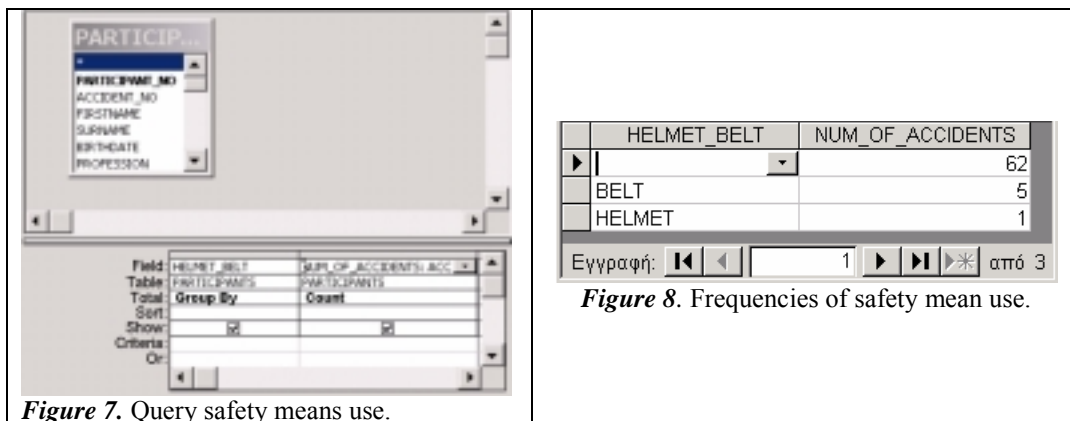 PARTICIP...
*
PARTICIPANT_NO
ACCIDENT_NO
FIRSTNAME
SURNAME
BIRTHDATE
PROFESSION
Field: HELMET_BELT NUM_OF_ACCIDENTS: ACC
Table: PARTICIPANTS PARTICIPANTS
Total: Group By Count
Sort:
Show:
Criteria:
Or:
Figure 7. Query safety means use.
HELMET_BELT NUM_OF_ACCIDENTS
62
BELT 5
HELMET 1
Εγγραφή: 1 από 3
Figure 8. Frequencies of safety mean use.